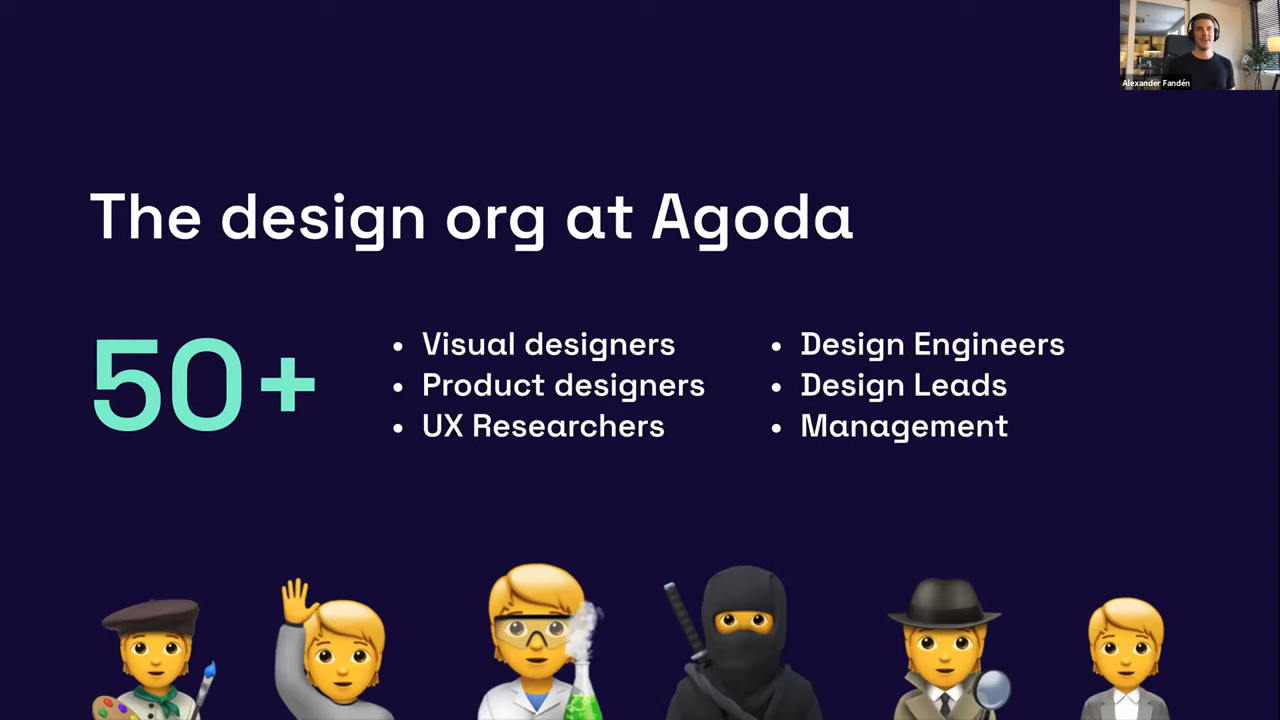 Alexander Fandén
The design org at Agoda
50+
• Visual designers
• Product designers
• UX Researchers
• Design Engineers
• Design Leads
• Management